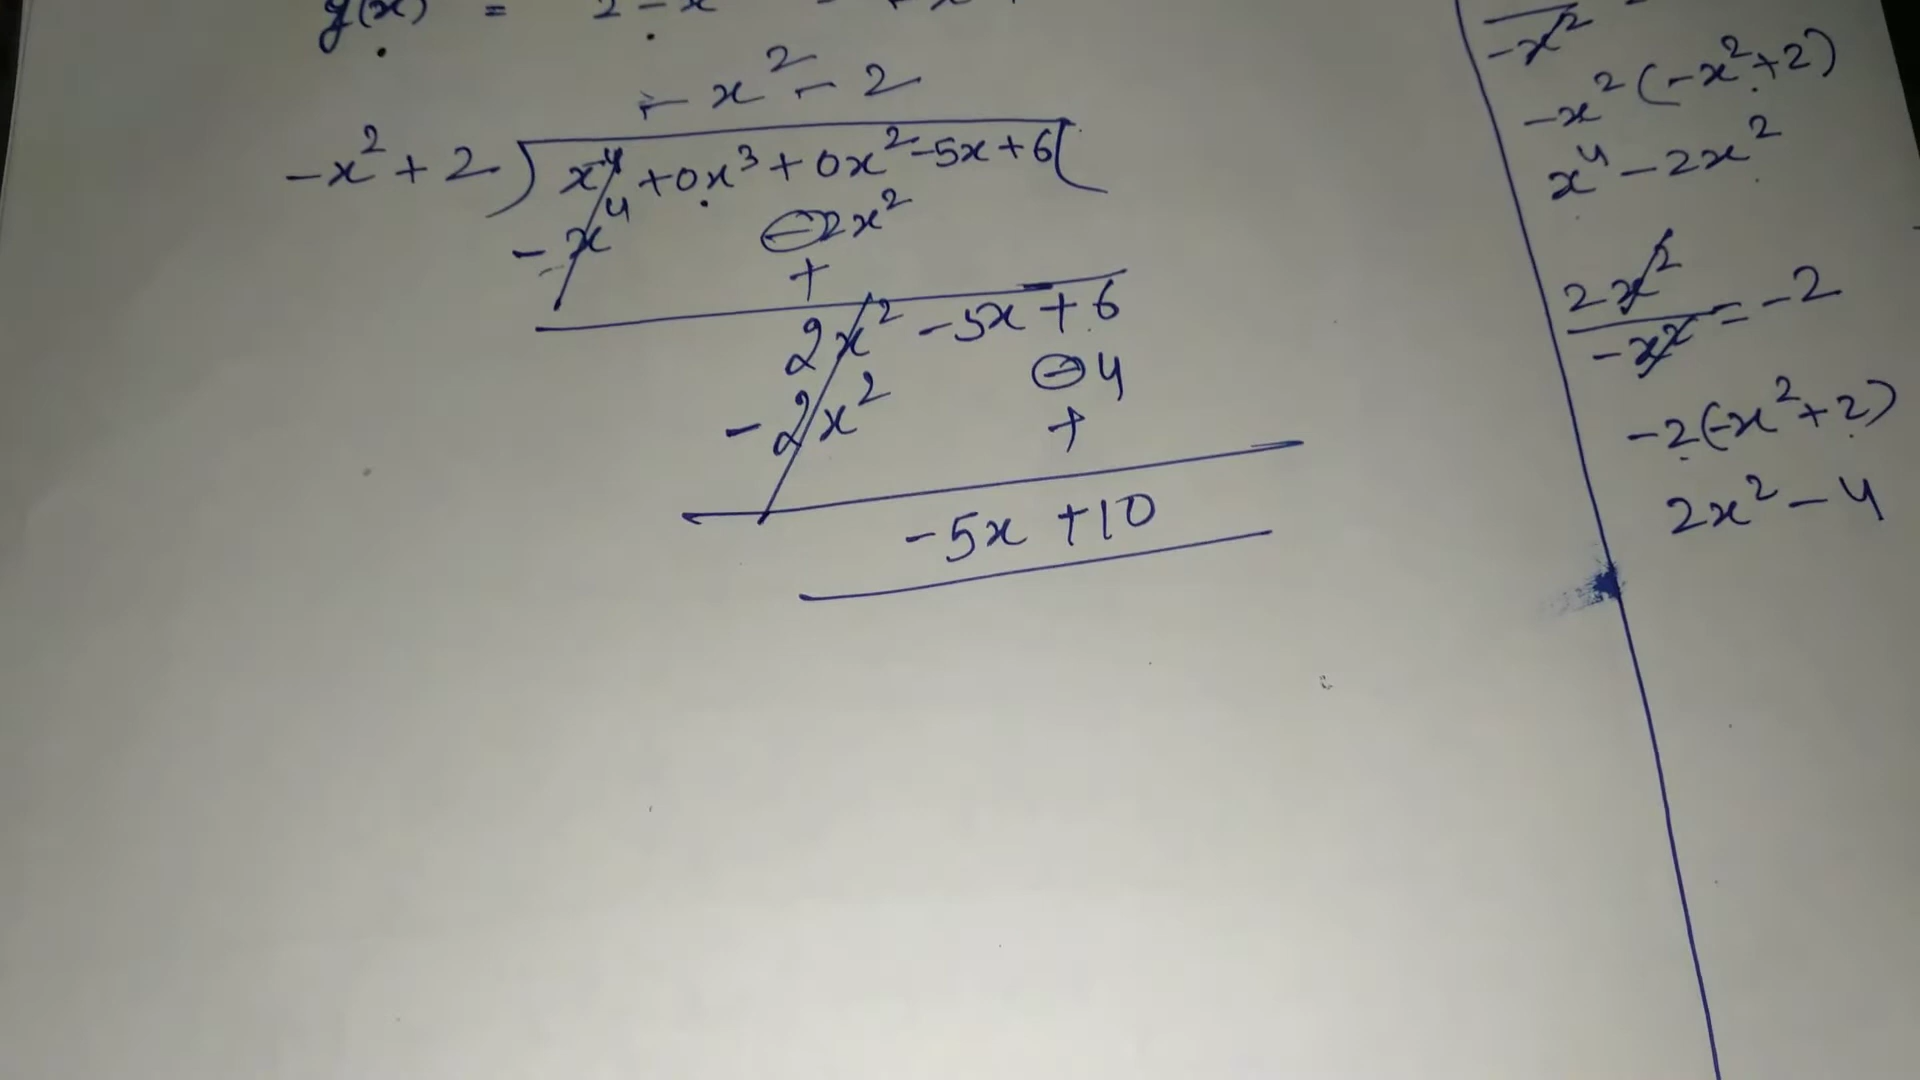 g(x) = 2 - x
- x² - 2
-x² + 2 ) x⁴ + 0x³ + 0x² - 5x + 6 (
- x⁴ - 2x²
+
2x² - 5x + 6
- 2x² - 4
+
-5x + 10
-x²
-x² (-x² + 2)
x⁴ - 2x²
2x²
-x² = -2
-2(-x² + 2)
2x² - 4